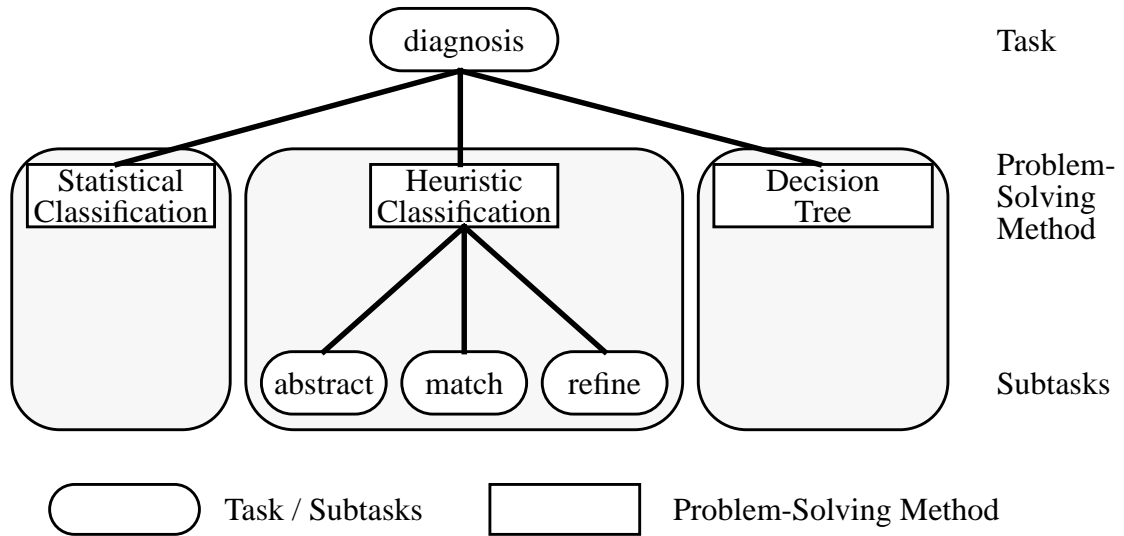 diagnosis
Task
Statistical
Classification
Heuristic
Classification
Decision
Tree
Problem-
Solving
Method
abstract
match
refine
Subtasks
Task / Subtasks
Problem-Solving Method